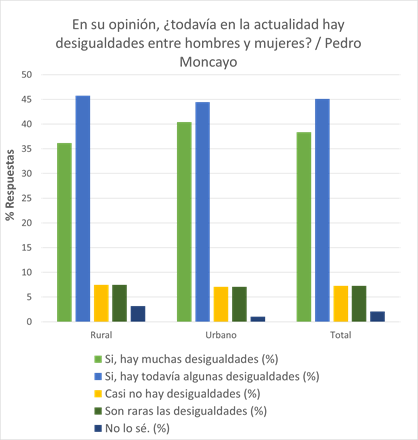 En su opinión, ¿todavía en la actualidad hay
desigualdades entre hombres y mujeres? / Pedro
Moncayo
% Respuestas
50
45
40
35
30
25
20
15
10
5
0
Rural
Urbano
Total
Si, hay muchas desigualdades (%)
Si, hay todavía algunas desigualdades (%)
Casi no hay desigualdades (%)
Son raras las desigualdades (%)
No lo sé. (%)